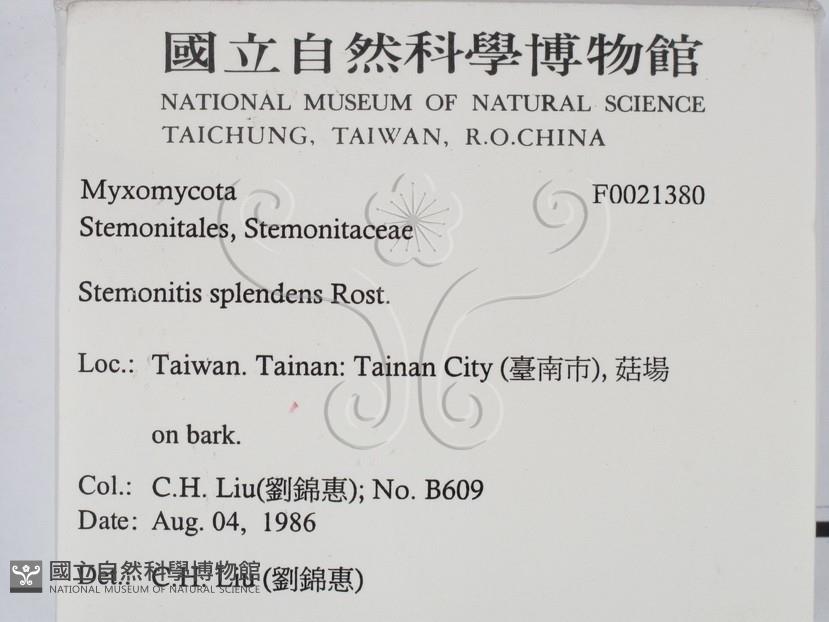 國立自然科學博物館
NATIONAL MUSEUM OF NATURAL SCIENCE
TAICHUNG, TAIWAN, R.O.CHINA
Myxomycota F0021380
Stemonitales, Stemonitaceae
Stemonitis splendens Rost.
Loc.: Taiwan. Tainan: Tainan City (臺南市), 菇場
on bark.
Col.: C.H. Liu(劉錦惠); No. B609
Date: Aug. 04, 1986
Det.: C.H. Liu (劉錦惠)
國立自然科學博物館
NATIONAL MUSEUM OF NATURAL SCIENCE